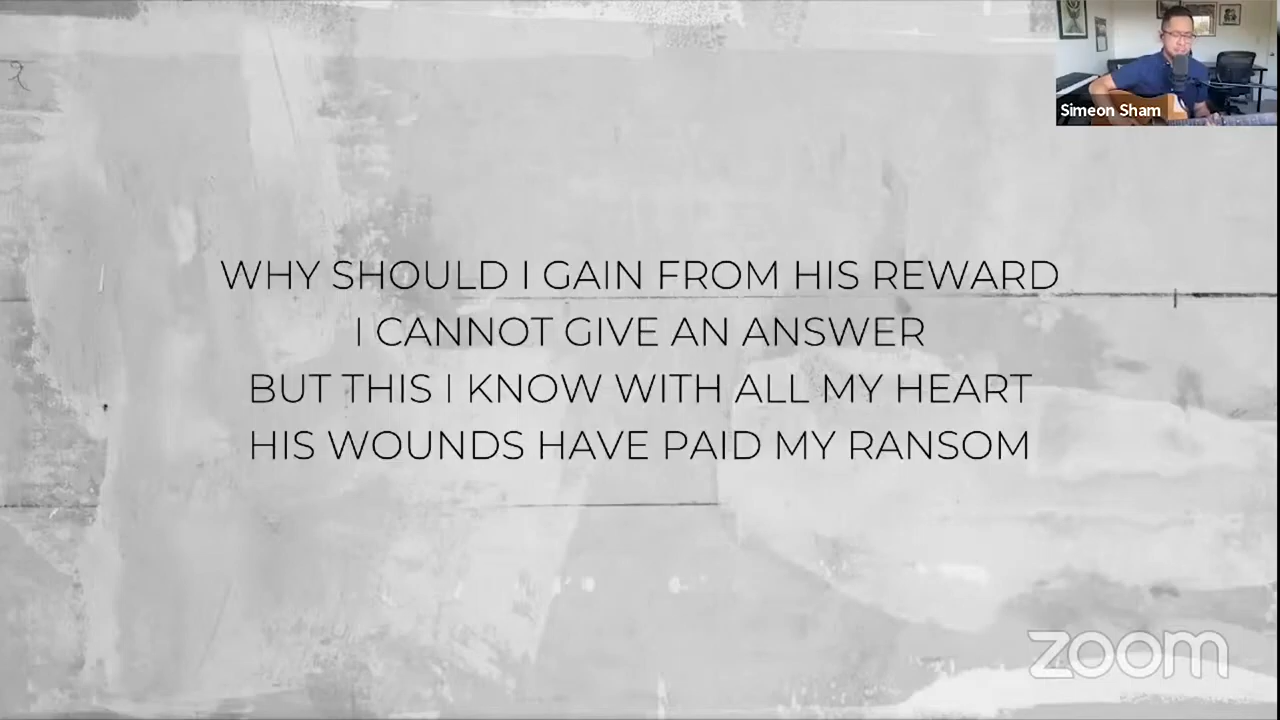 Simeon Sham
WHY SHOULD I GAIN FROM HIS REWARD
I CANNOT GIVE AN ANSWER
BUT THIS I KNOW WITH ALL MY HEART
HIS WOUNDS HAVE PAID MY RANSOM
zoom